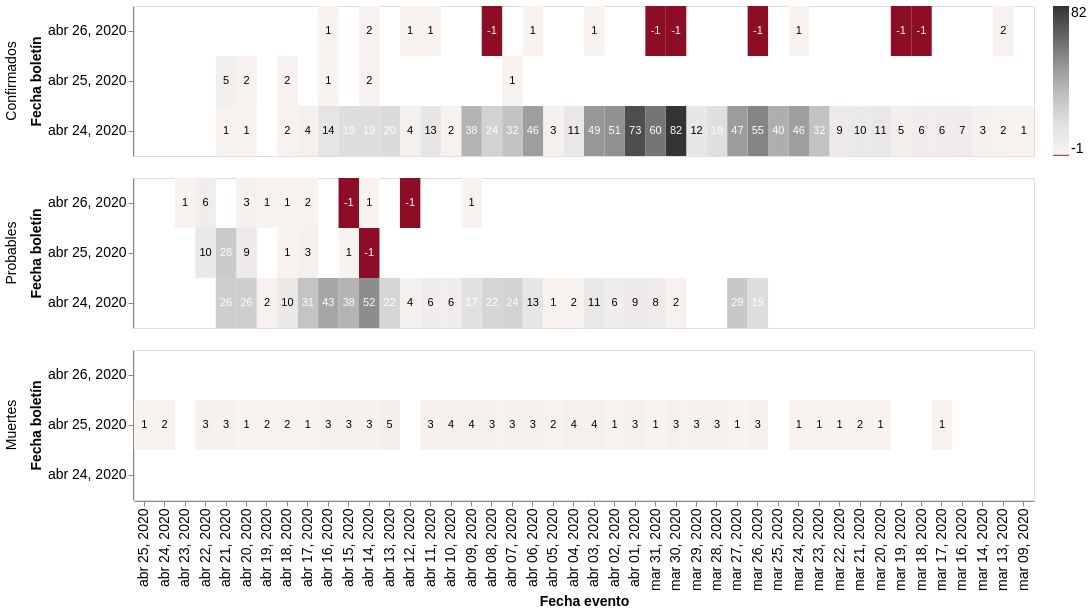 82
-1
Confirmados
Fecha boletín
abr 26, 2020
1 2 1 1 -1 1 1 -1 -1 -1 1 -1 -1 2
abr 25, 2020
5 2 2 1 2 1
abr 24, 2020
1 1 2 4 14 19 19 20 4 13 2 38 24 32 46 3 11 49 51 73 60 82 12 18 47 55 40 46 32 9 10 11 5 6 6 7 3 2 1
Probables
Fecha boletín
abr 26, 2020
1 6 3 1 1 2 -1 1 -1 1
abr 25, 2020
10 28 9 1 3 1 -1
abr 24, 2020
26 26 2 10 31 43 38 52 22 4 6 6 17 22 24 13 1 2 11 6 9 8 2 29 19
Muertes
Fecha boletín
abr 26, 2020
abr 25, 2020
1 2 3 3 1 2 2 1 3 3 3 5 3 4 4 3 3 3 2 4 4 1 3 1 3 3 3 1 3 1 1 1 2 1 1
abr 24, 2020
abr 25, 2020
abr 24, 2020
abr 23, 2020
abr 22, 2020
abr 21, 2020
abr 20, 2020
abr 19, 2020
abr 18, 2020
abr 17, 2020
abr 16, 2020
abr 15, 2020
abr 14, 2020
abr 13, 2020
abr 12, 2020
abr 11, 2020
abr 10, 2020
abr 09, 2020
abr 08, 2020
abr 07, 2020
abr 06, 2020
abr 05, 2020
abr 04, 2020
abr 03, 2020
abr 02, 2020
abr 01, 2020
mar 31, 2020
mar 30, 2020
mar 29, 2020
mar 28, 2020
mar 27, 2020
mar 26, 2020
mar 25, 2020
mar 24, 2020
mar 23, 2020
mar 22, 2020
mar 21, 2020
mar 20, 2020
mar 19, 2020
mar 18, 2020
mar 17, 2020
mar 16, 2020
mar 14, 2020
mar 13, 2020
mar 09, 2020
Fecha evento